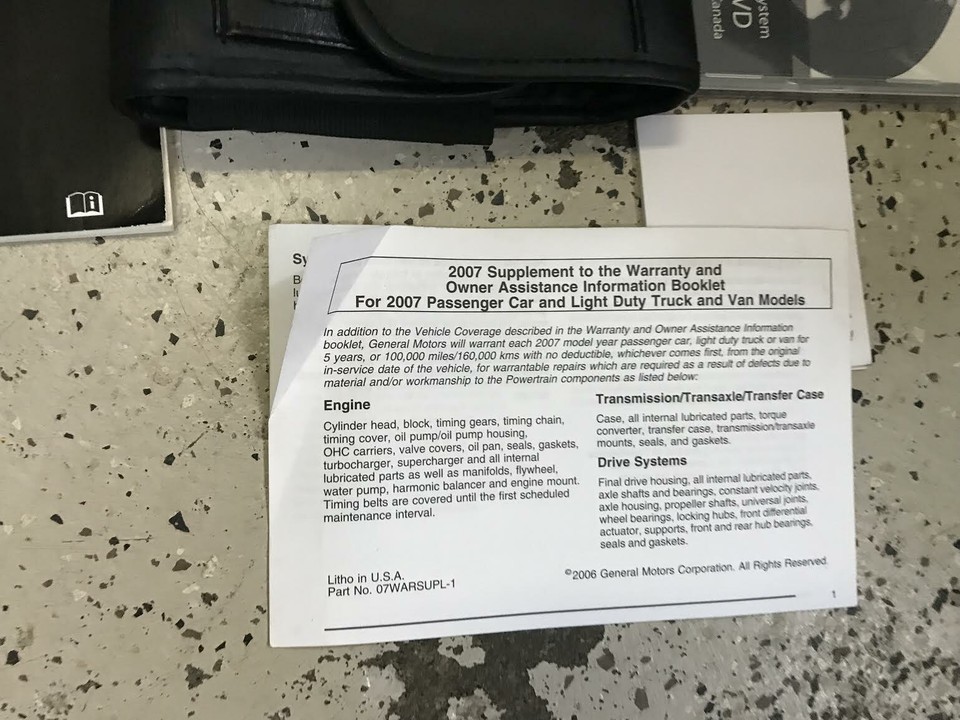 ystem
VD
anada
Sy
2007 Supplement to the Warranty and
Owner Assistance Information Booklet
For 2007 Passenger Car and Light Duty Truck and Van Models
In addition to the Vehicle Coverage described in the Warranty and Owner Assistance Information
booklet, General Motors will warrant each 2007 model year passenger car, light duty truck or van for
5 years, or 100,000 miles/160,000 kms with no deductible, whichever comes first, from the original
in-service date of the vehicle, for warrantable repairs which are required as a result of defects due to
material and/or workmanship to the Powertrain components as listed below:
Engine
Cylinder head, block, timing gears, timing chain,
timing cover, oil pump/oil pump housing,
OHC carriers, valve covers, oil pan, seals, gaskets,
turbocharger, supercharger and all internal
lubricated parts as well as manifolds, flywheel,
water pump, harmonic balancer and engine mount.
Timing belts are covered until the first scheduled
maintenance interval.
Transmission/Transaxle/Transfer Case
Case, all internal lubricated parts, torque
converter, transfer case, transmission/transaxle
mounts, seals, and gaskets.
Drive Systems
Final drive housing, all internal lubricated parts,
axle shafts and bearings, constant velocity joints,
axle housing, propeller shafts, universal joints,
wheel bearings, locking hubs, front differential
actuator, supports, front and rear hub bearings,
seals and gaskets.
Litho in U.S.A.
Part No. 07WARSUPL-1
©2006 General Motors Corporation. All Rights Reserved.
1